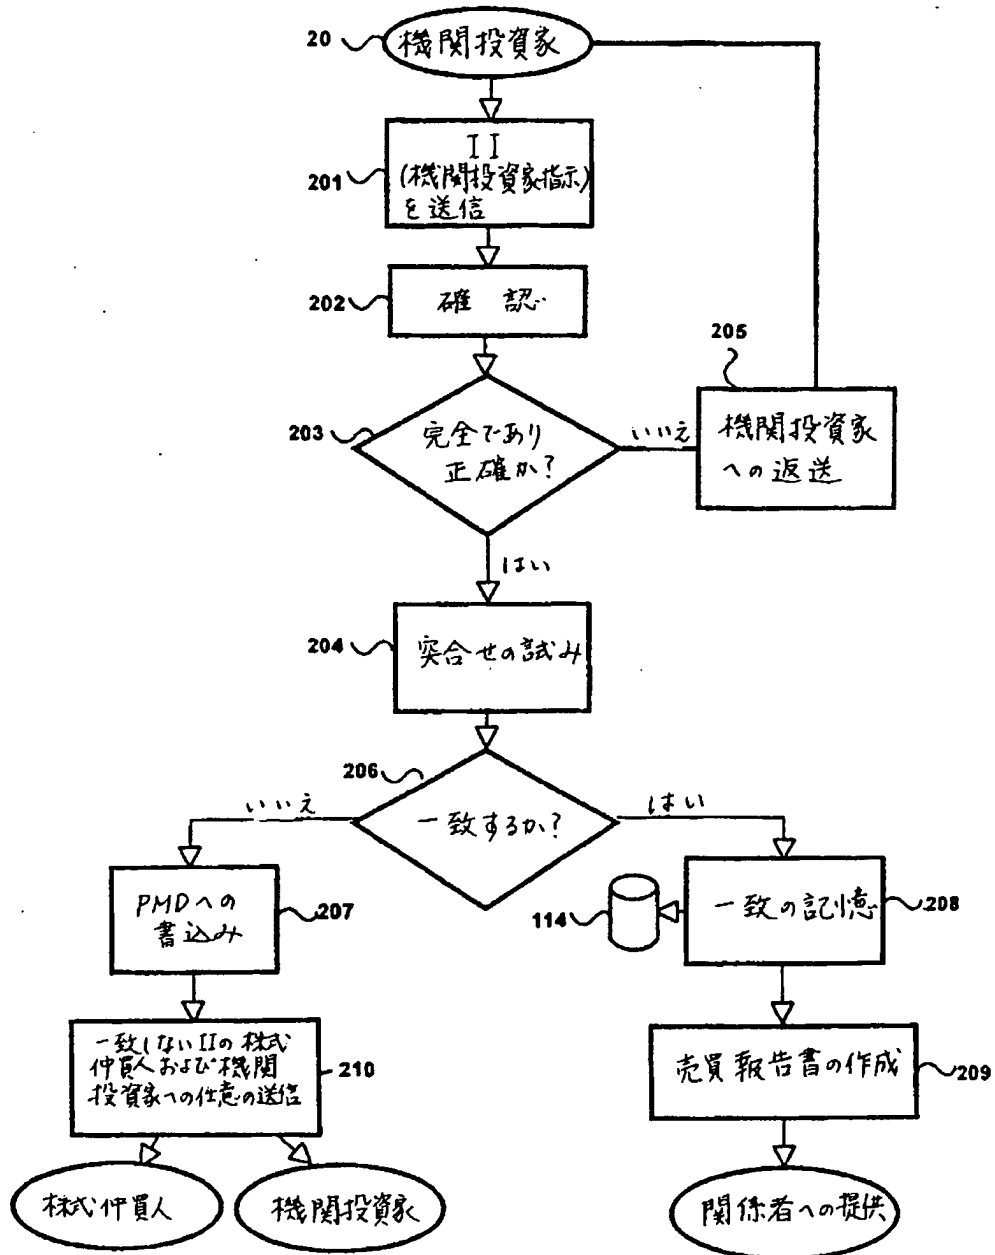 20
機関投資家
201
II
(機関投資家指示)
を送信
202
確認
205
203
完全であり
正確か?
いいえ
機関投資家
への返送
はい
204
突合せの試み
206
いいえ
一致するか?
はい
PMDへの
書込み
207
114
一致の記憶
208
一致しないIIの株式
仲買人および機関
投資家への任意の送信
210
売買報告書の作成
209
株式仲買人
機関投資家
関係者への提供